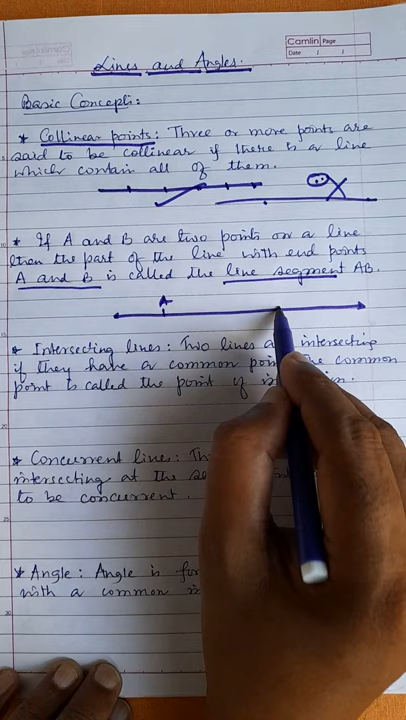 Camlin Page
Date / /
Lines and Angles.
Basic Concept:
* Collinear points: Three or more points are
said to be collinear if there is a line
which contain all of them.
* If A and B are two points on a line
then the part of the line with end points
A and B is called the line segment AB.
A
* Intersecting lines: Two lines are intersecting
if they have a common point. The common
point is called the point of
* Concurrent lines:
intersecting at the
to be concurrent.
* Angle: Angle is
with a common